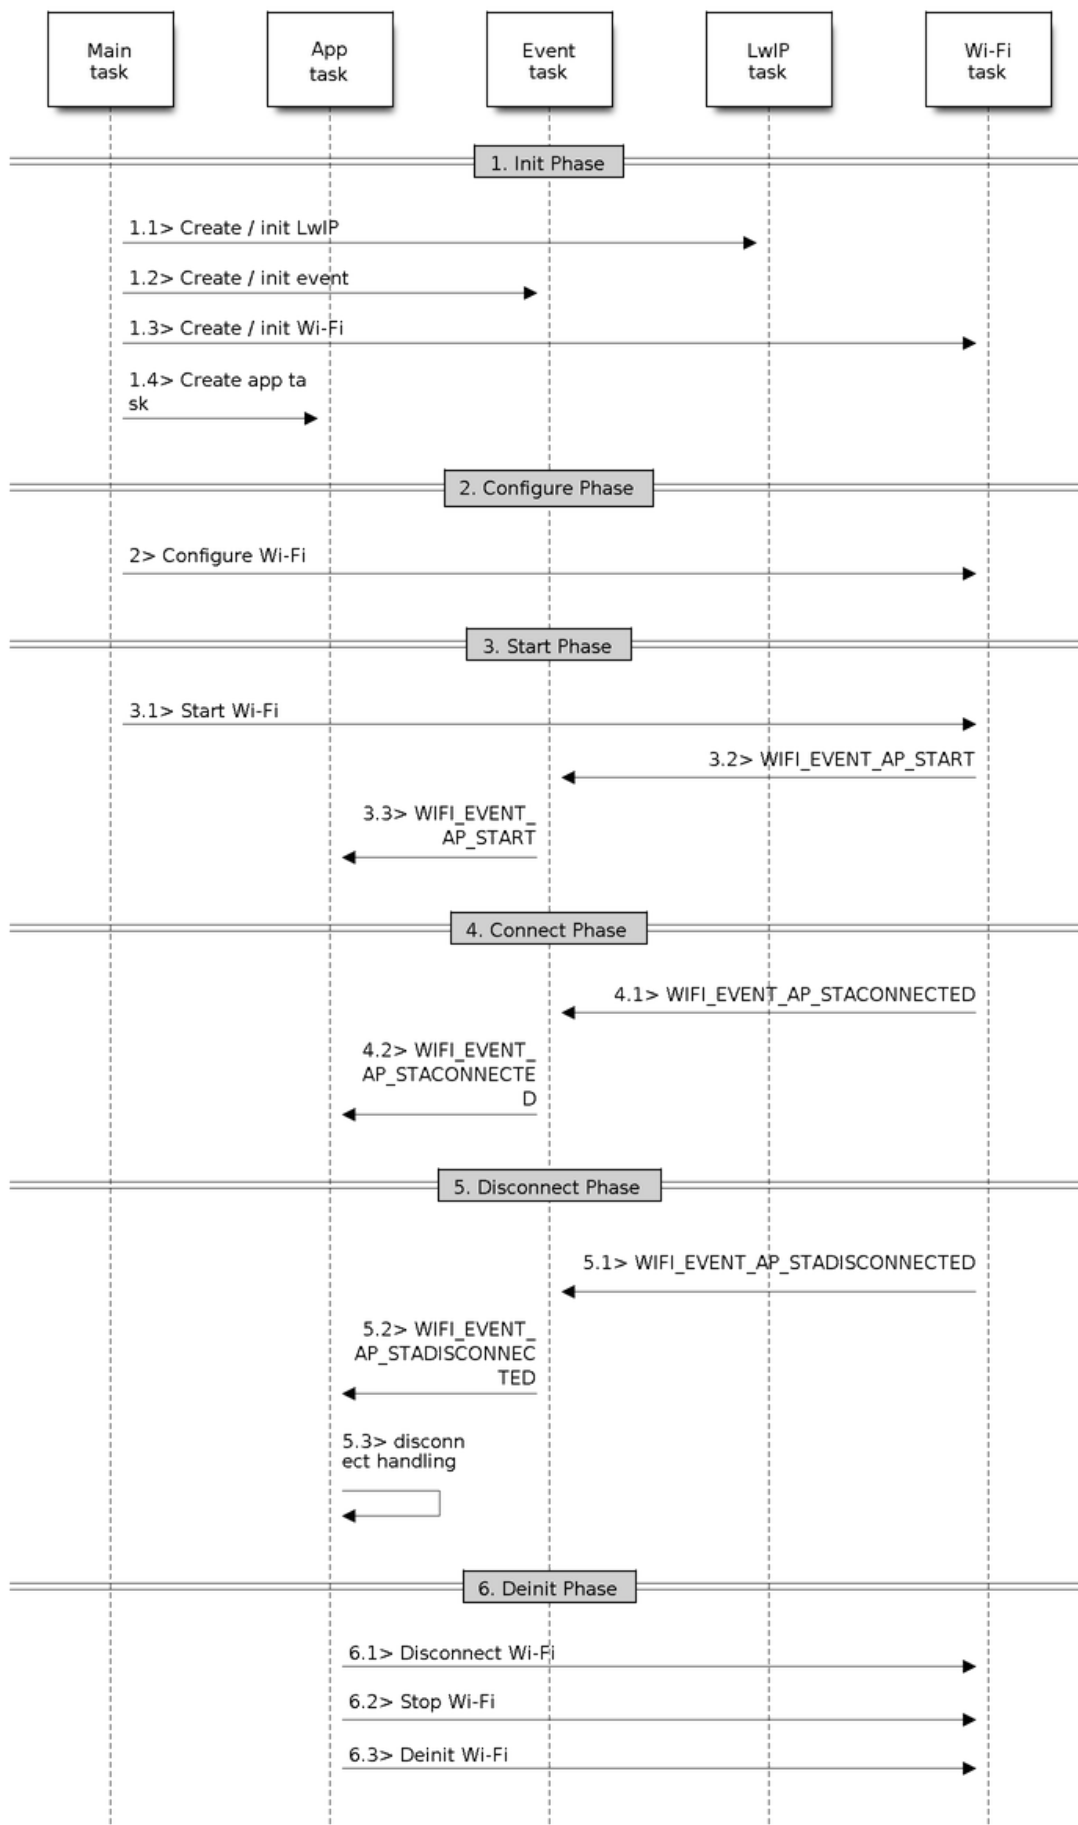 Main
task
App
task
Event
task
LwIP
task
Wi-Fi
task
1. Init Phase
1.1> Create / init LwIP
1.2> Create / init event
1.3> Create / init Wi-Fi
1.4> Create app ta
sk
2. Configure Phase
2> Configure Wi-Fi
3. Start Phase
3.1> Start Wi-Fi
3.2> WIFI_EVENT_AP_START
3.3> WIFI_EVENT_
AP_START
4. Connect Phase
4.1> WIFI_EVENT_AP_STACONNECTED
4.2> WIFI_EVENT_
AP_STACONNECTE
D
5. Disconnect Phase
5.1> WIFI_EVENT_AP_STADISCONNECTED
5.2> WIFI_EVENT_
AP_STADISCONNEC
TED
5.3> disconn
ect handling
6. Deinit Phase
6.1> Disconnect Wi-Fi
6.2> Stop Wi-Fi
6.3> Deinit Wi-Fi